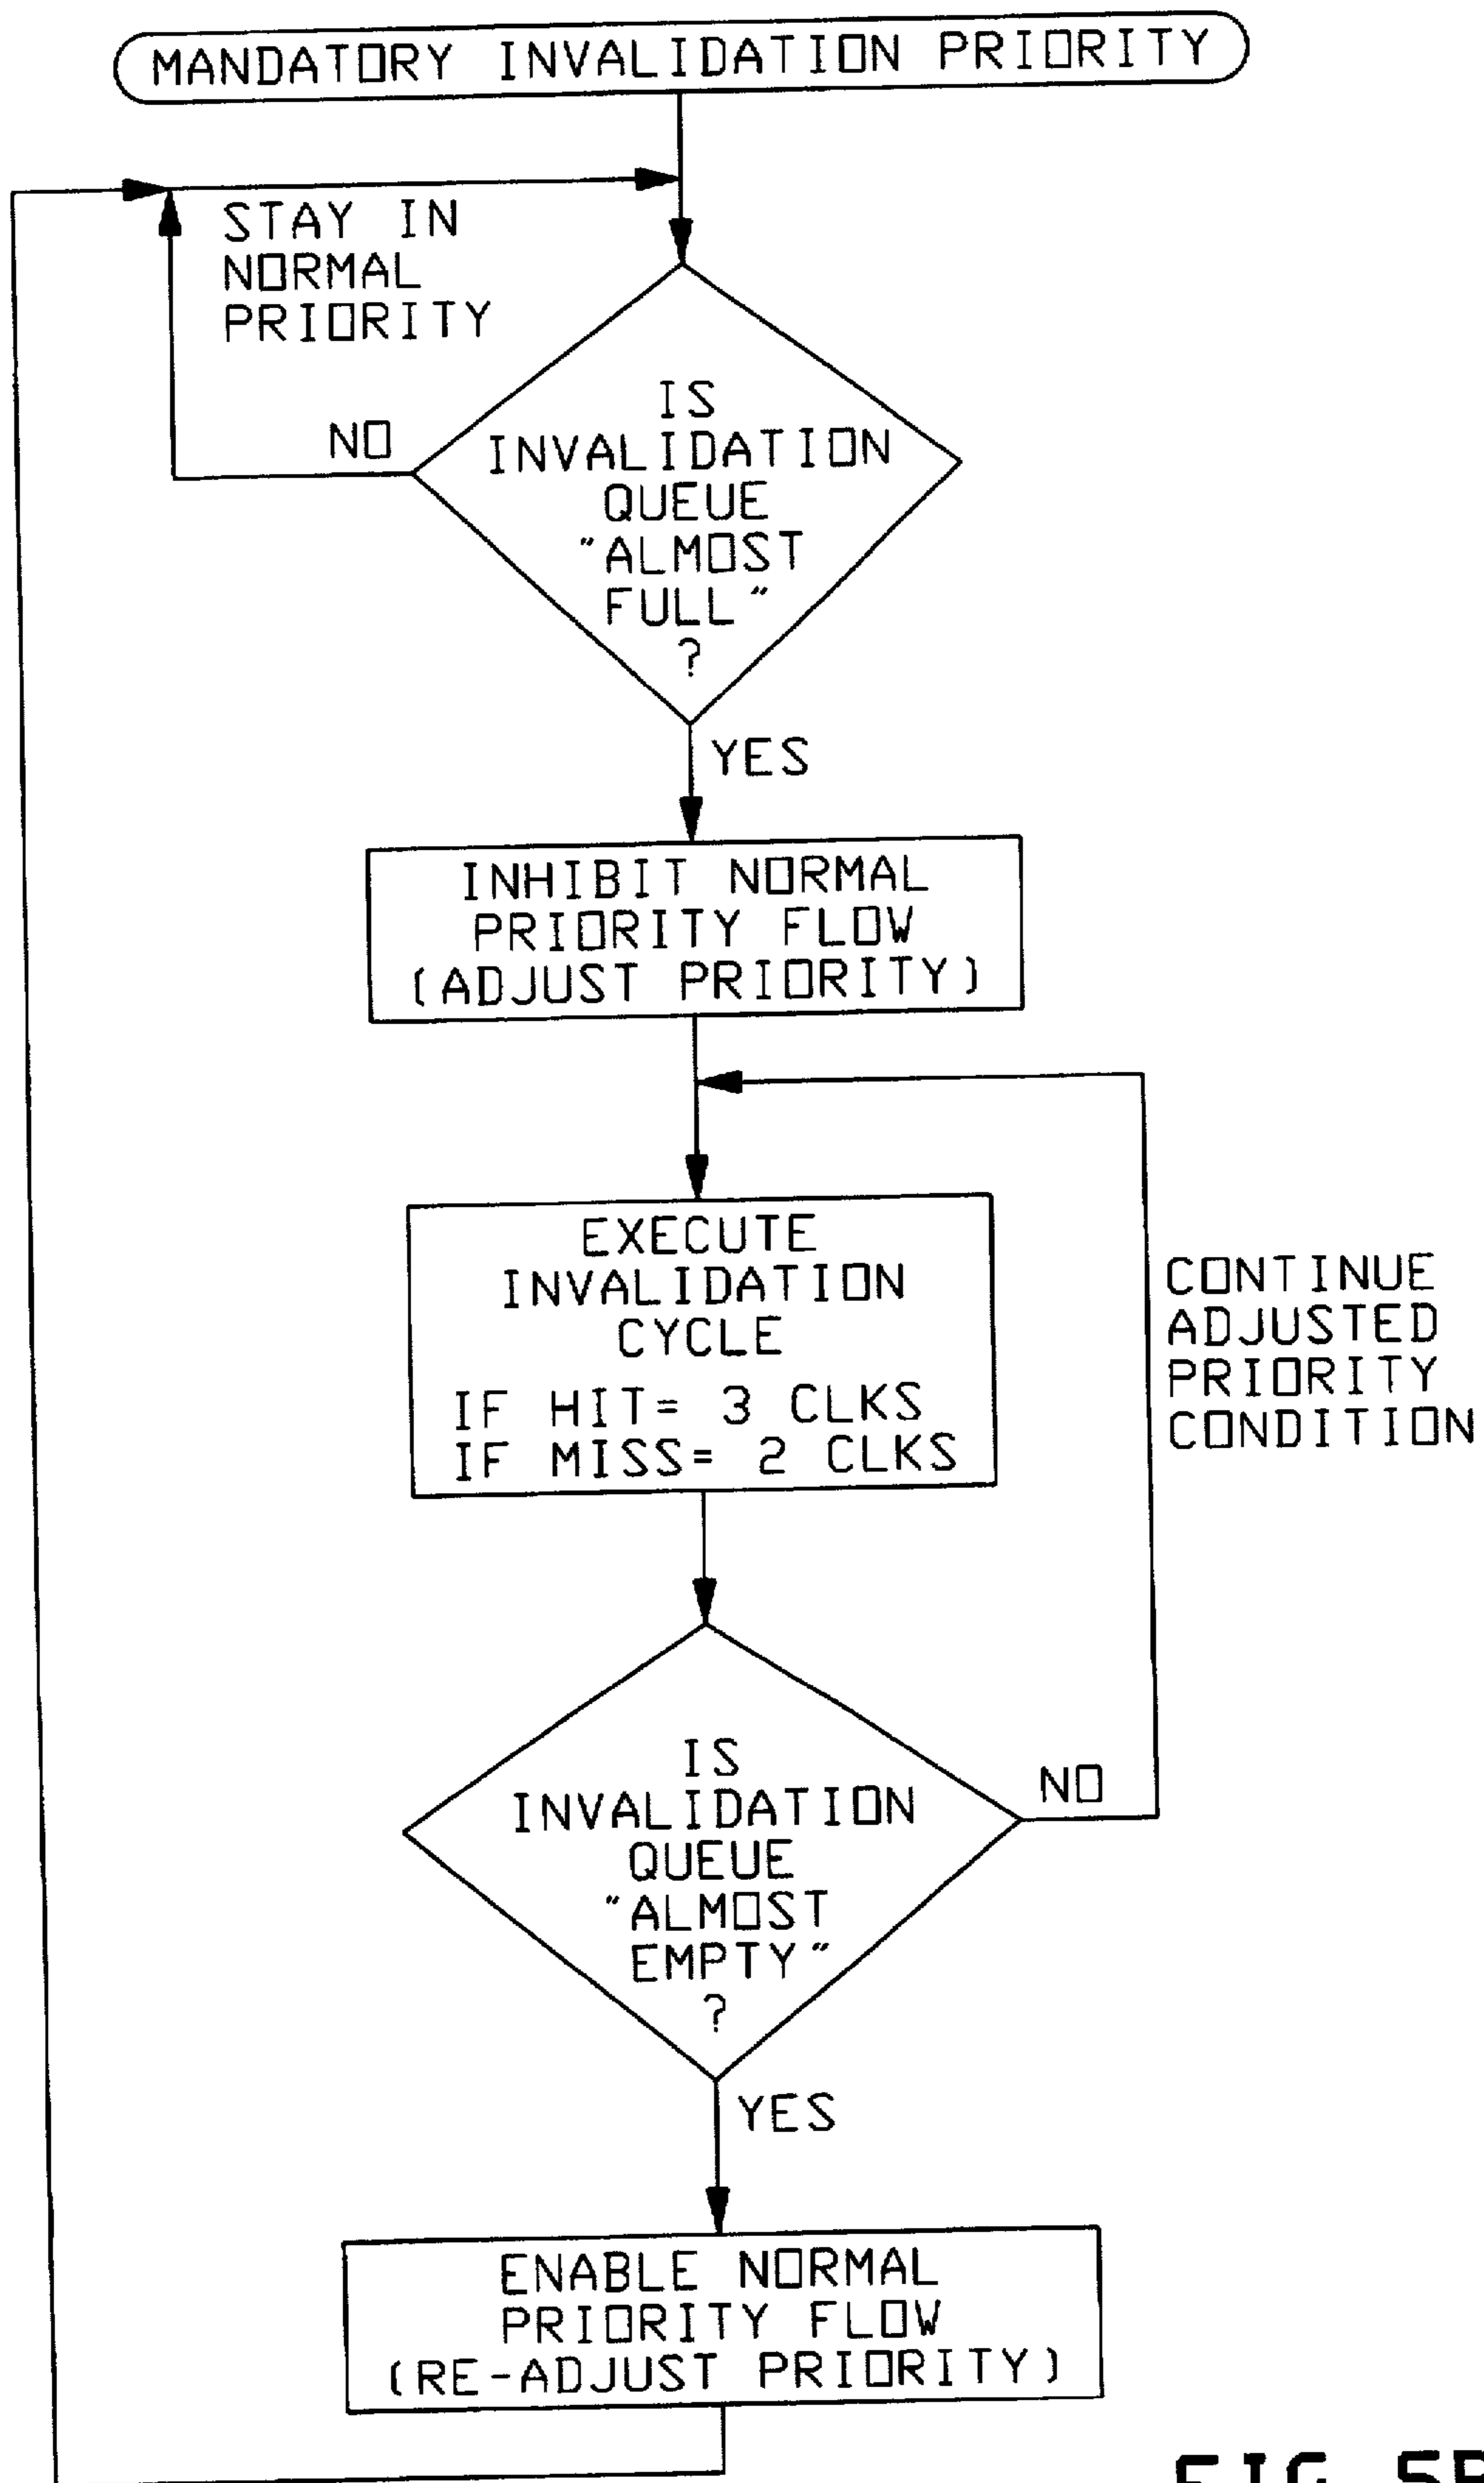 MANDATORY INVALIDATION PRIORITY
STAY IN
NORMAL
PRIORITY
IS
INVALIDATION
QUEUE
"ALMOST
FULL"
?
NO
YES
INHIBIT NORMAL
PRIORITY FLOW
(ADJUST PRIORITY)
EXECUTE
INVALIDATION
CYCLE
IF HIT= 3 CLKS
IF MISS= 2 CLKS
CONTINUE
ADJUSTED
PRIORITY
CONDITION
IS
INVALIDATION
QUEUE
"ALMOST
EMPTY"
?
NO
YES
ENABLE NORMAL
PRIORITY FLOW
(RE-ADJUST PRIORITY)